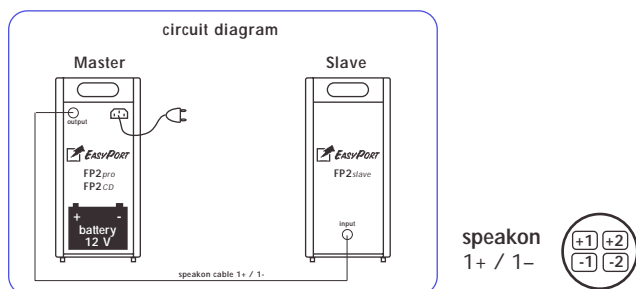 circuit diagram
Master
Slave
output
EASYPORT
FP2pro
FP2CD
+ -
battery
12 V
EASYPORT
FP2slave
input
speakon cable 1+ / 1-
speakon
1+ / 1–
+1 +2
-1 -2